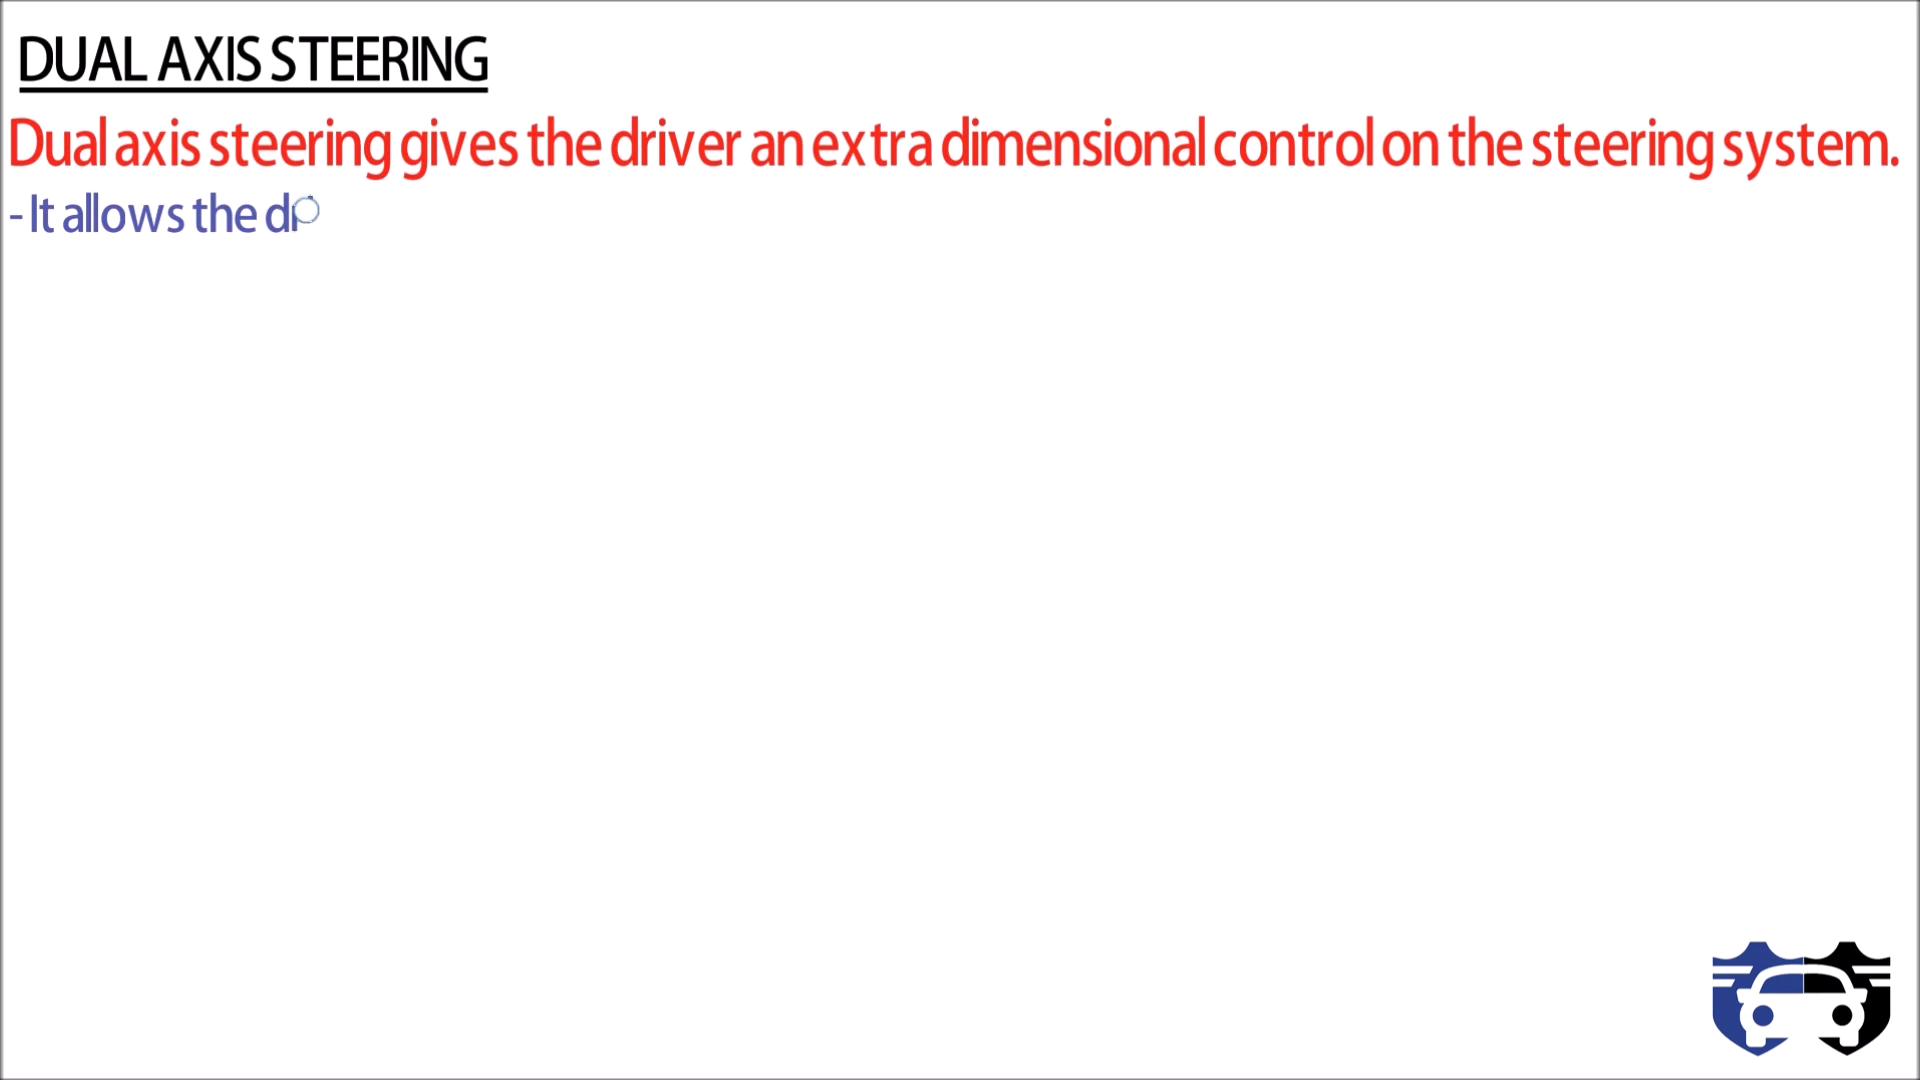 DUAL AXIS STEERING
Dual axis steering gives the driver an extra dimensional control on the steering system.
- It allows the